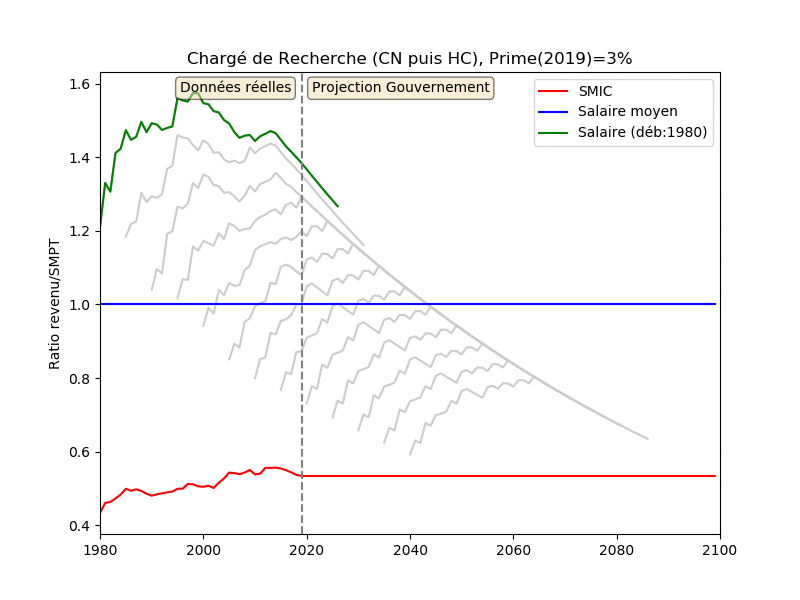 Chargé de Recherche (CN puis HC), Prime(2019)=3%
Données réelles
Projection Gouvernement
SMIC
Salaire moyen
Salaire (déb:1980)
Ratio revenu/SMPT
1.6
1.4
1.2
1.0
0.8
0.6
0.4
1980
2000
2020
2040
2060
2080
2100